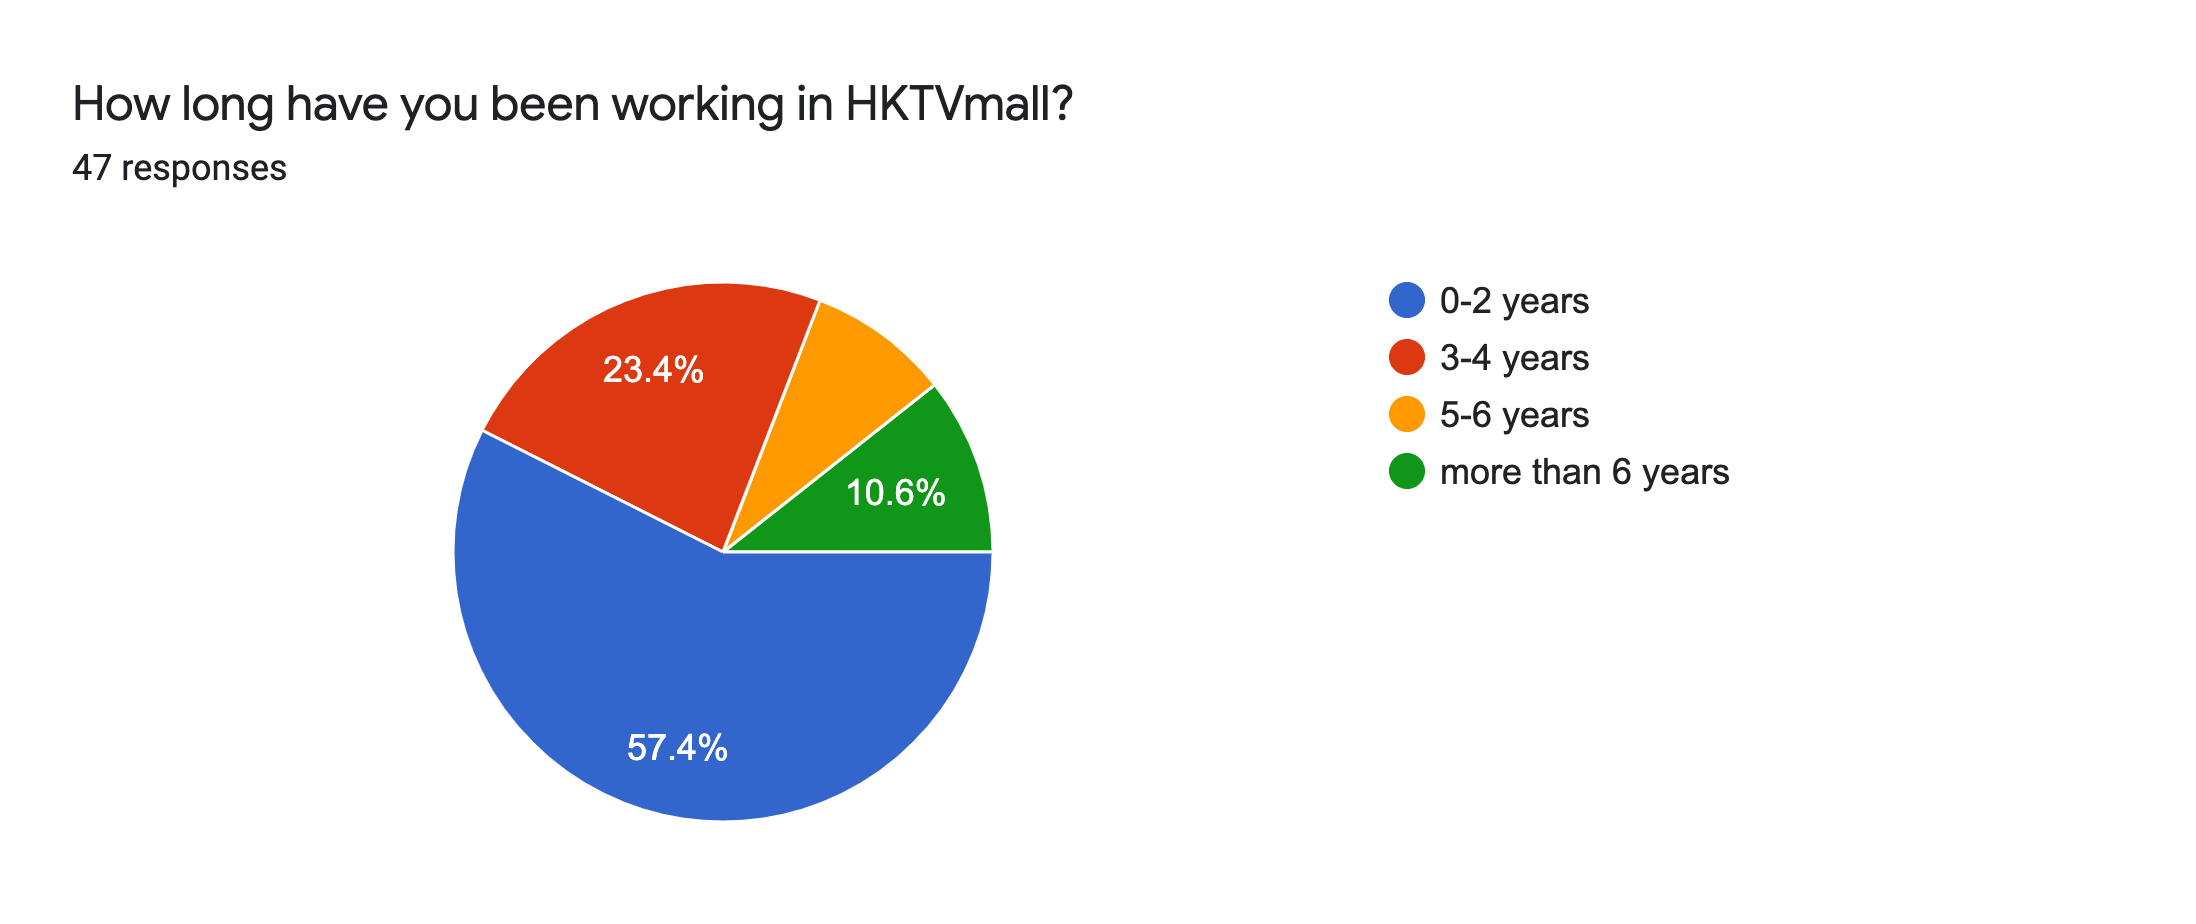 How long have you been working in HKTVmall?
47 responses
0-2 years
3-4 years
5-6 years
more than 6 years
23.4%
10.6%
57.4%